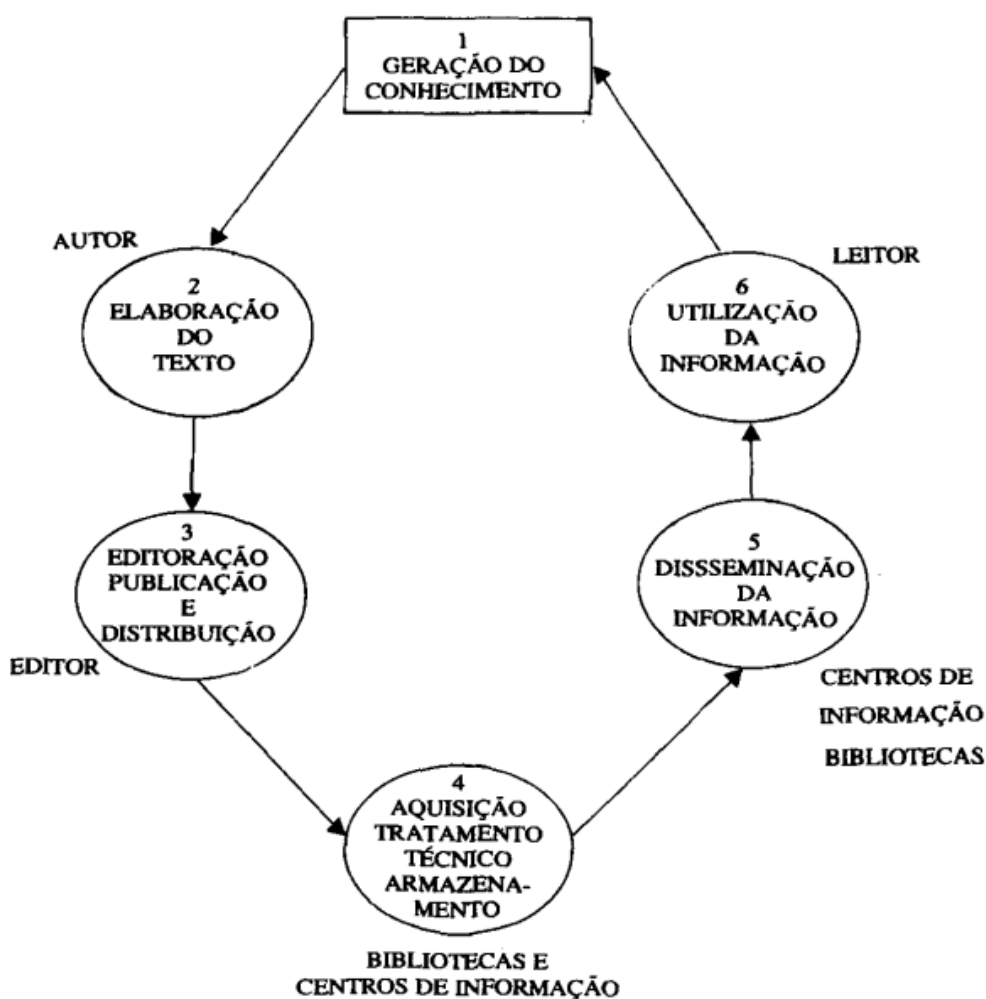 1
GERAÇÃO DO
CONHECIMENTO
AUTOR
2
ELABORAÇÃO
DO
TEXTO
3
EDITORAÇÃO
PUBLICAÇÃO
E
DISTRIBUIÇÃO
EDITOR
4
AQUISIÇÃO
TRATAMENTO
TÉCNICO
ARMAZENA-
MENTO
BIBLIOTECAS E
CENTROS DE INFORMAÇÃO
5
DISSSEMINAÇÃO
DA
INFORMAÇÃO
CENTROS DE
INFORMAÇÃO
BIBLIOTECAS
LEITOR
6
UTILIZAÇÃO
DA
INFORMAÇÃO